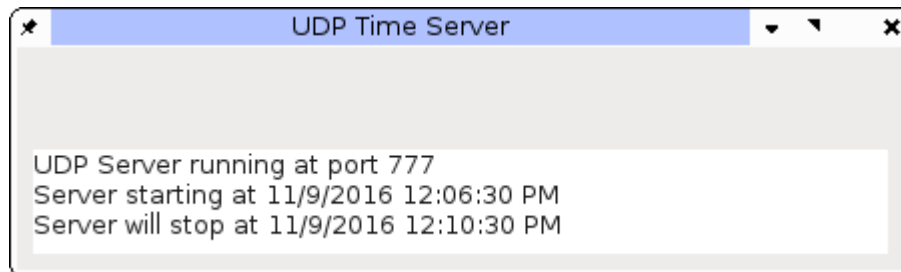 UDP Time Server
UDP Server running at port 777
Server starting at 11/9/2016 12:06:30 PM
Server will stop at 11/9/2016 12:10:30 PM